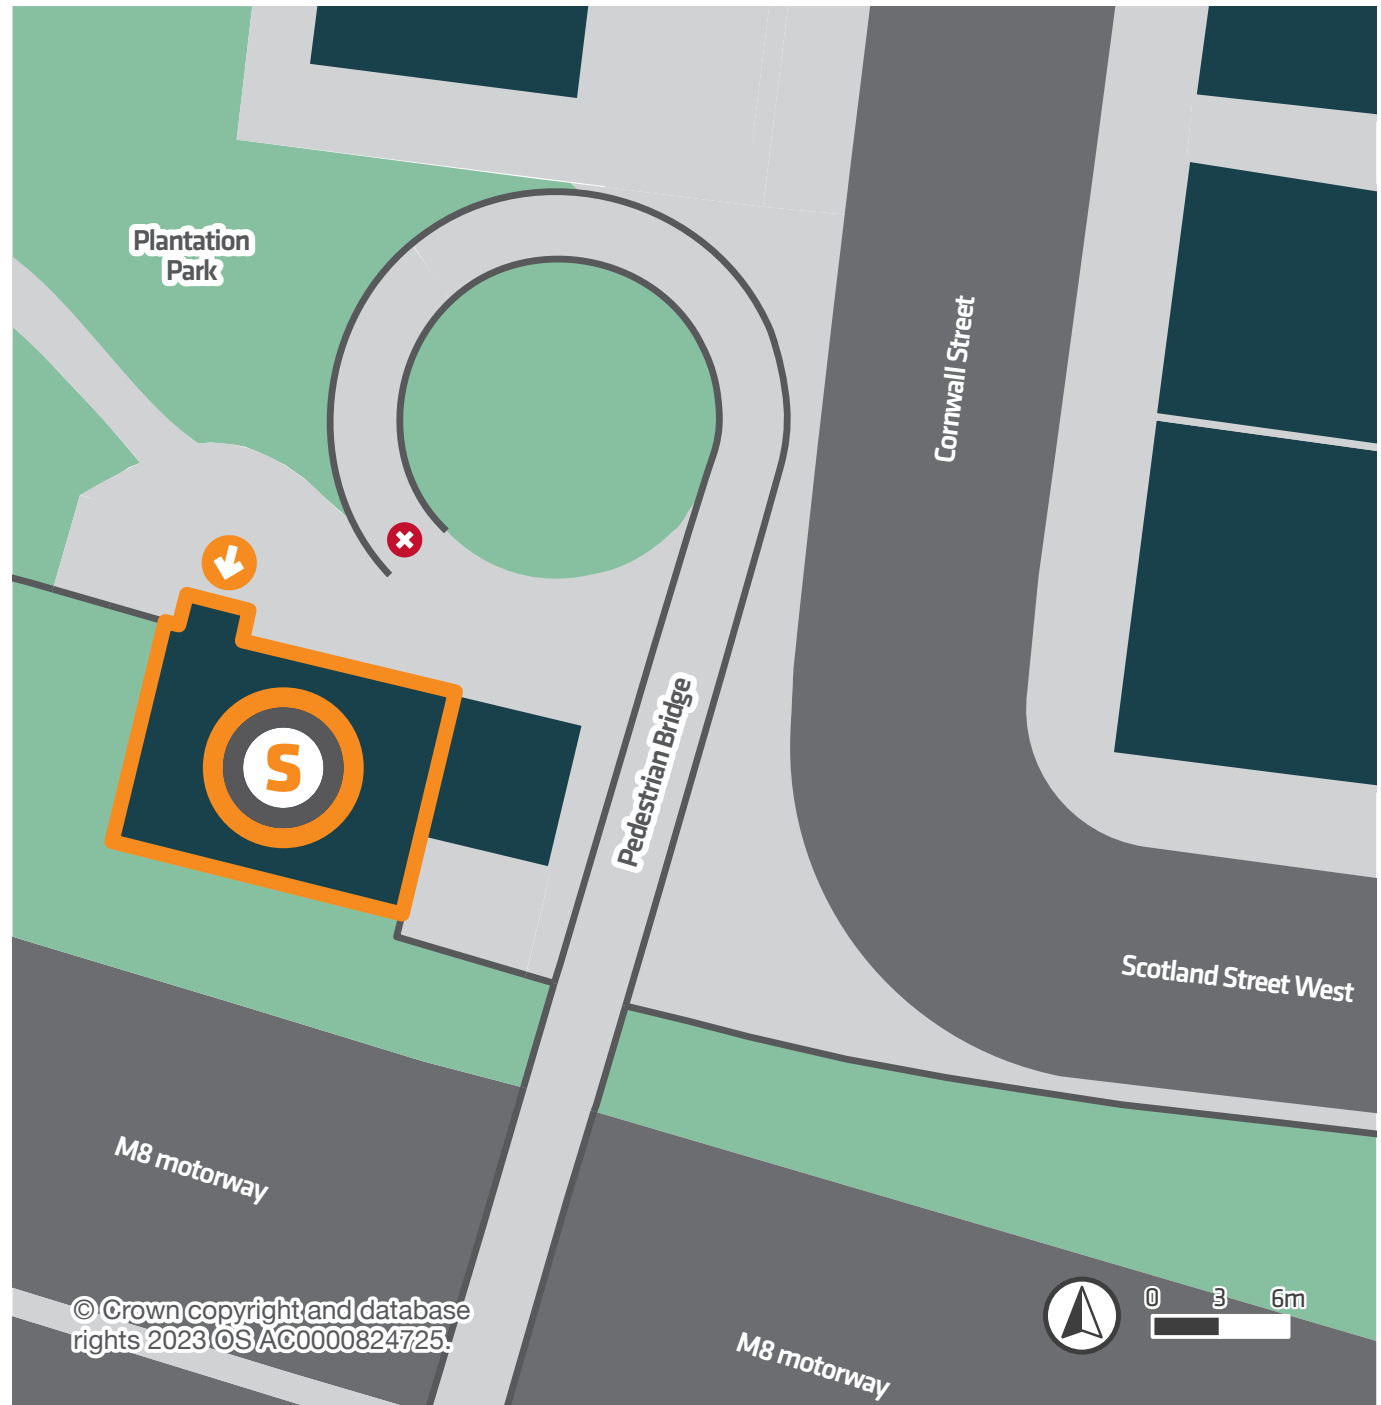 Plantation
Park
Cornwall Street
S
Pedestrian Bridge
Scotland Street West
M8 motorway
0 3 6m
© Crown copyright and database
rights 2023 OS AC0000824725.
M8 motorway